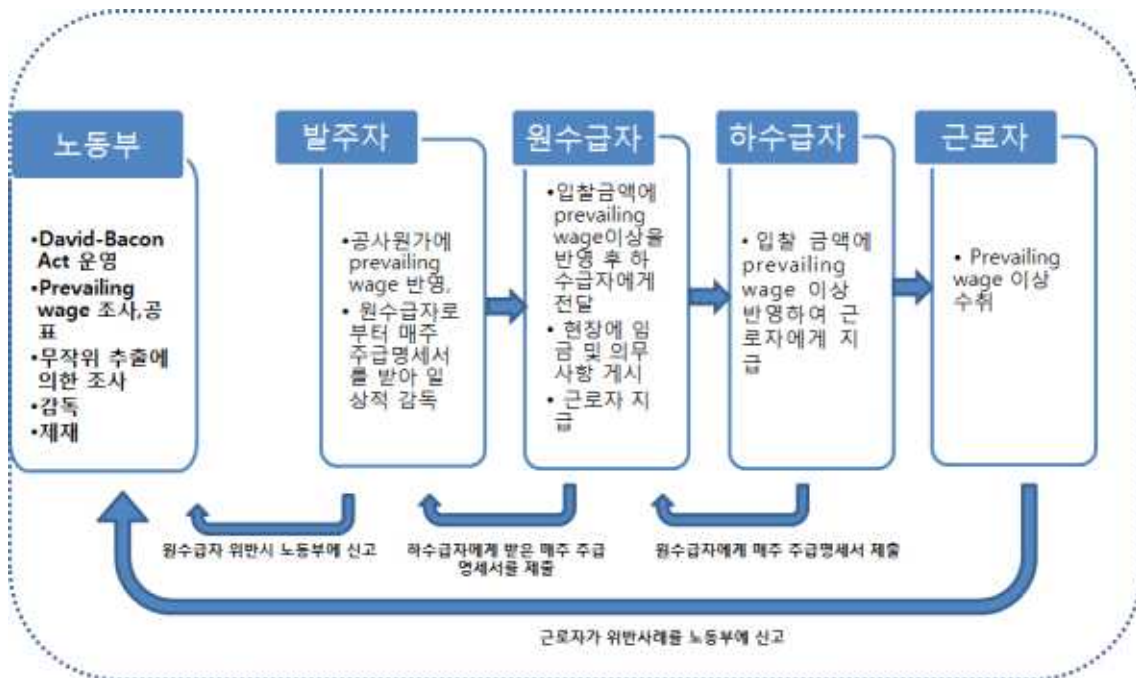 노동부
•David-Bacon
Act 운영
•Prevailing
wage 조사,공
표
•무작위 추출에
의한 조사
•감독
•제재
발주자
•공사원가에
prevailing
wage 반영,
• 원수급자로
부터 매주
주급명세서
를 받아 일
상적 감독
원수급자
•입찰금액에
prevailing
wage이상을
반영 후 하
수급자에게
전달
• 현장에 임
금 및 의무
사항 게시
• 근로자 지
급
하수급자
• 입찰 금액에
prevailing
wage 이상
반영하여 근
로자에게 지
급
근로자
• Prevailing
wage 이상
수취
원수급자 위반시 노동부에 신고
하수급자에게 받은 매주 주급
명세서를 제출
원수급자에게 매주 주급명세서 제출
근로자가 위반사례를 노동부에 신고